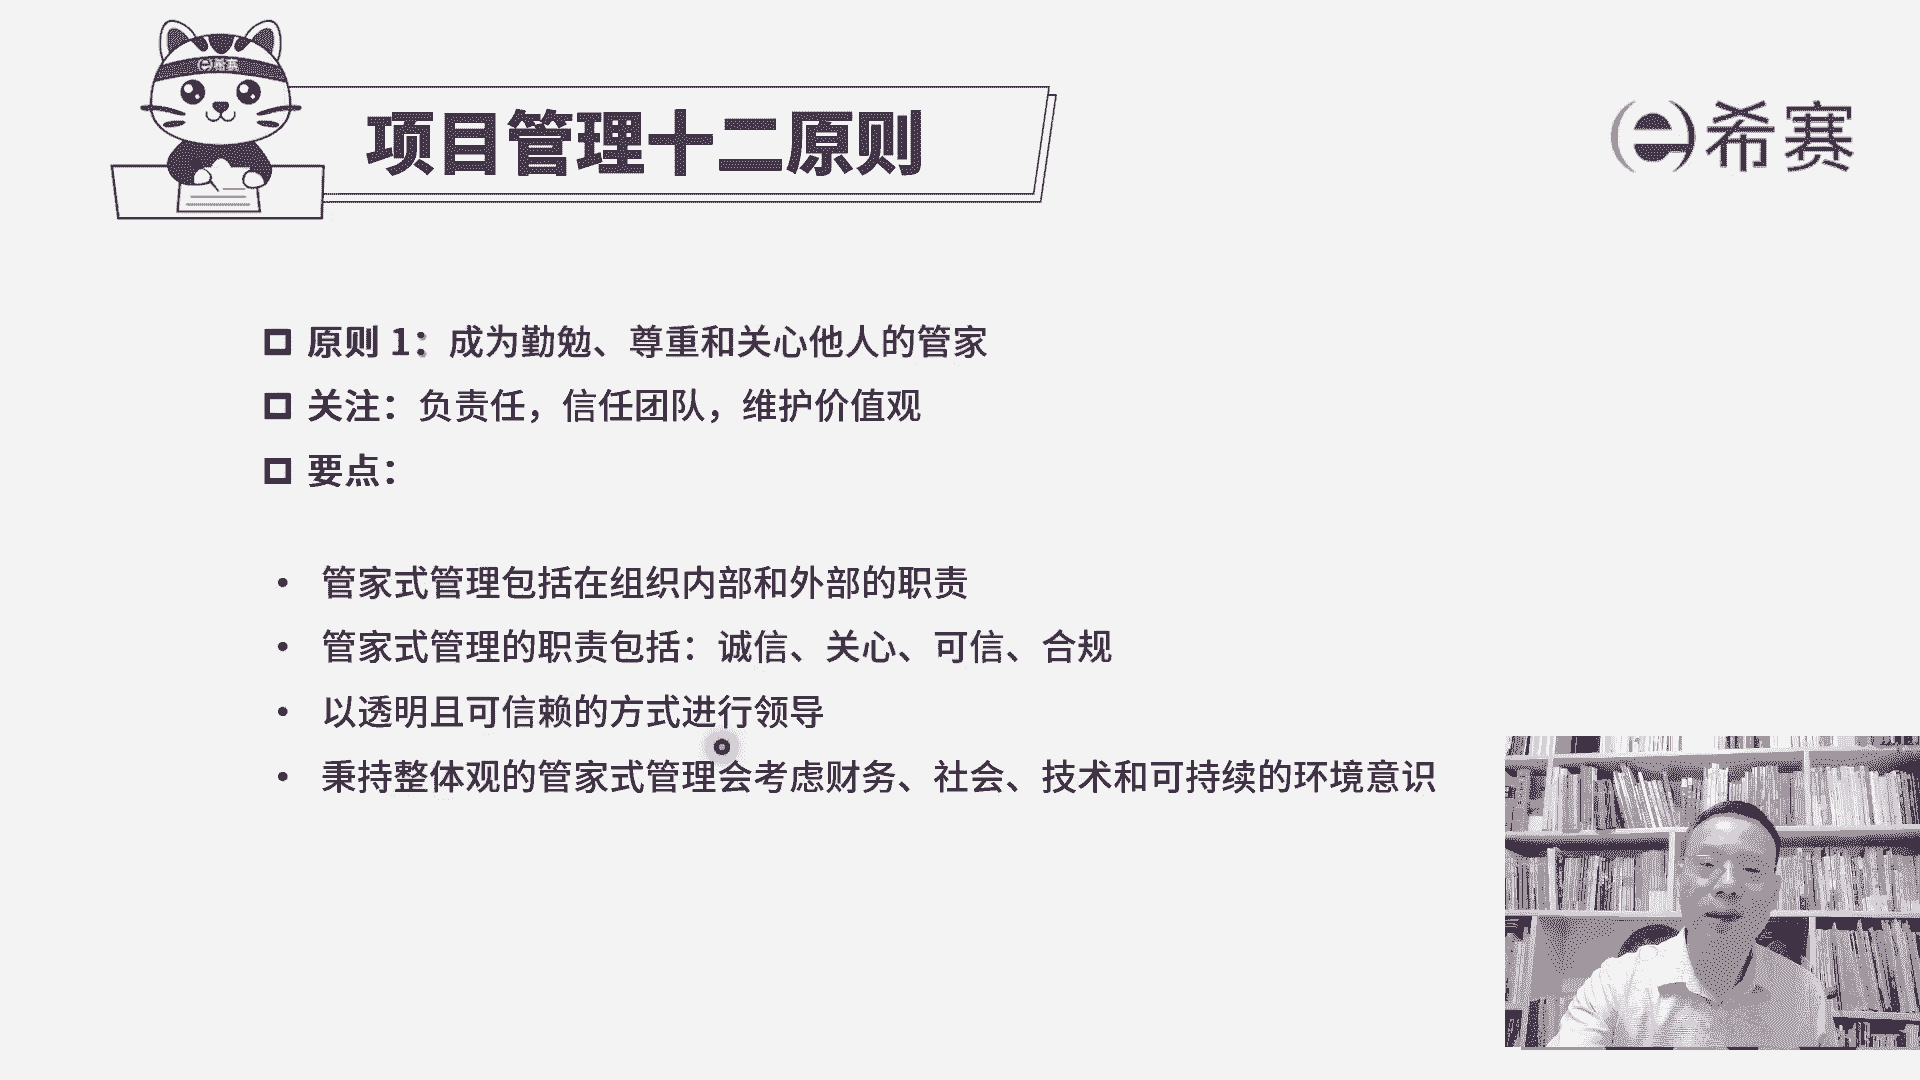 希赛
项目管理十二原则
希赛
原则 1：成为勤勉、尊重和关心他人的管家
关注：负责任，信任团队，维护价值观
要点：
• 管家式管理包括在组织内部和外部的职责
• 管家式管理的职责包括：诚信、关心、可信、合规
• 以透明且可信赖的方式进行领导
• 秉持整体观的管家式管理会考虑财务、社会、技术和可持续的环境意识